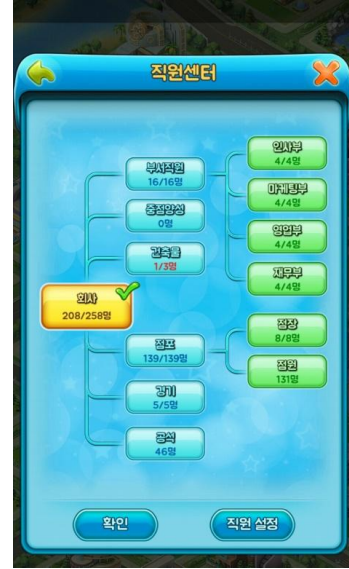 직원센터
부서직원
16/16명
중점양성
0명
건축물
1/3명
회사
208/258명
점포
139/139명
경기
5/5명
공석
46명
인사부
4/4명
마케팅부
4/4명
영업부
4/4명
재무부
4/4명
점장
8/8명
점원
131명
확인
직원 설정